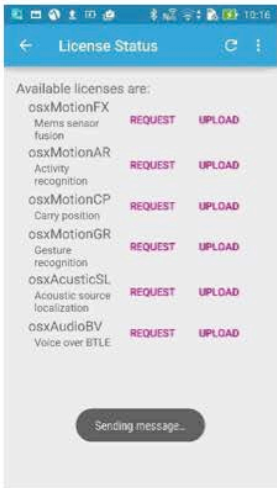 10:16
License Status
Available licenses are:
osxMotionFX
Mems sensor
fusion
REQUEST UPLOAD
osxMotionAR
Activity
recognition
REQUEST UPLOAD
osxMotionCP
Carry position
REQUEST UPLOAD
osxMotionGR
Gesture
recognition
REQUEST UPLOAD
osxAcusticSL
Acoustic source
localization
REQUEST UPLOAD
osxAudioBV
Voice over BTLE
REQUEST UPLOAD
Sending message...